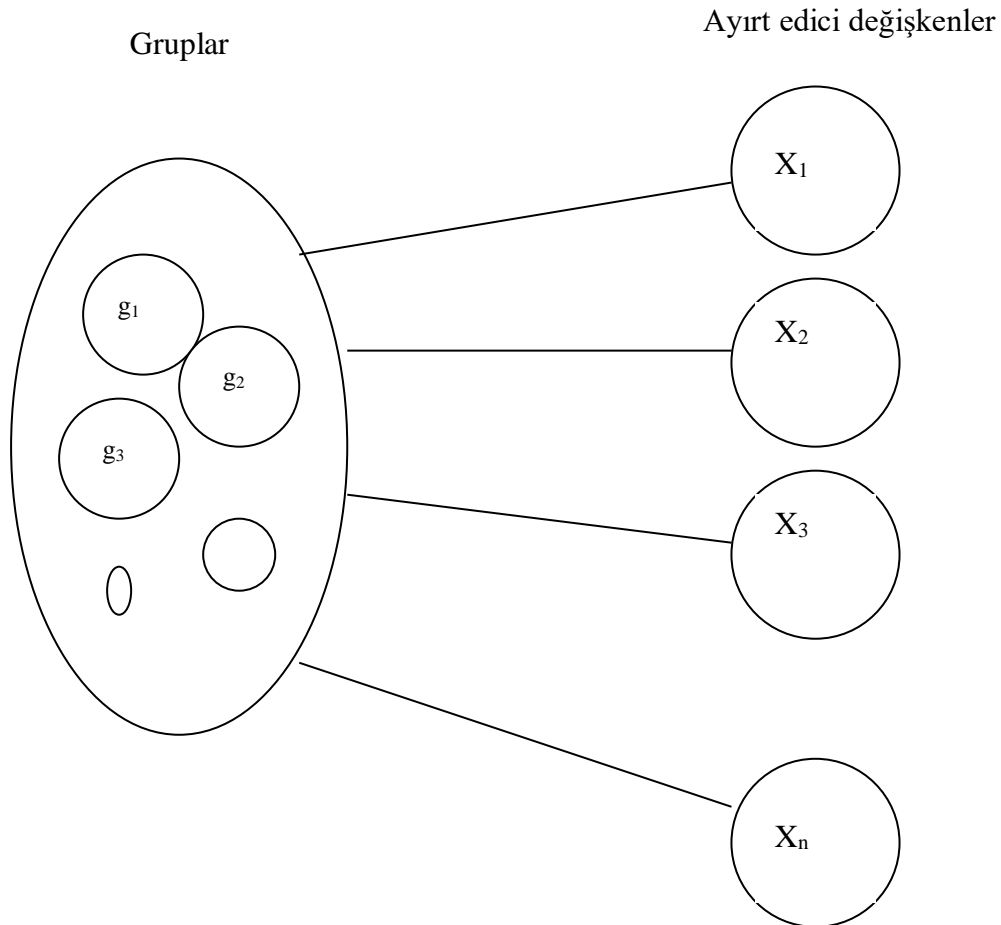 Ayırt edici değişkenler
Gruplar
X₁
g₁
X₂
g₂
g₃
X₃
Xₙ